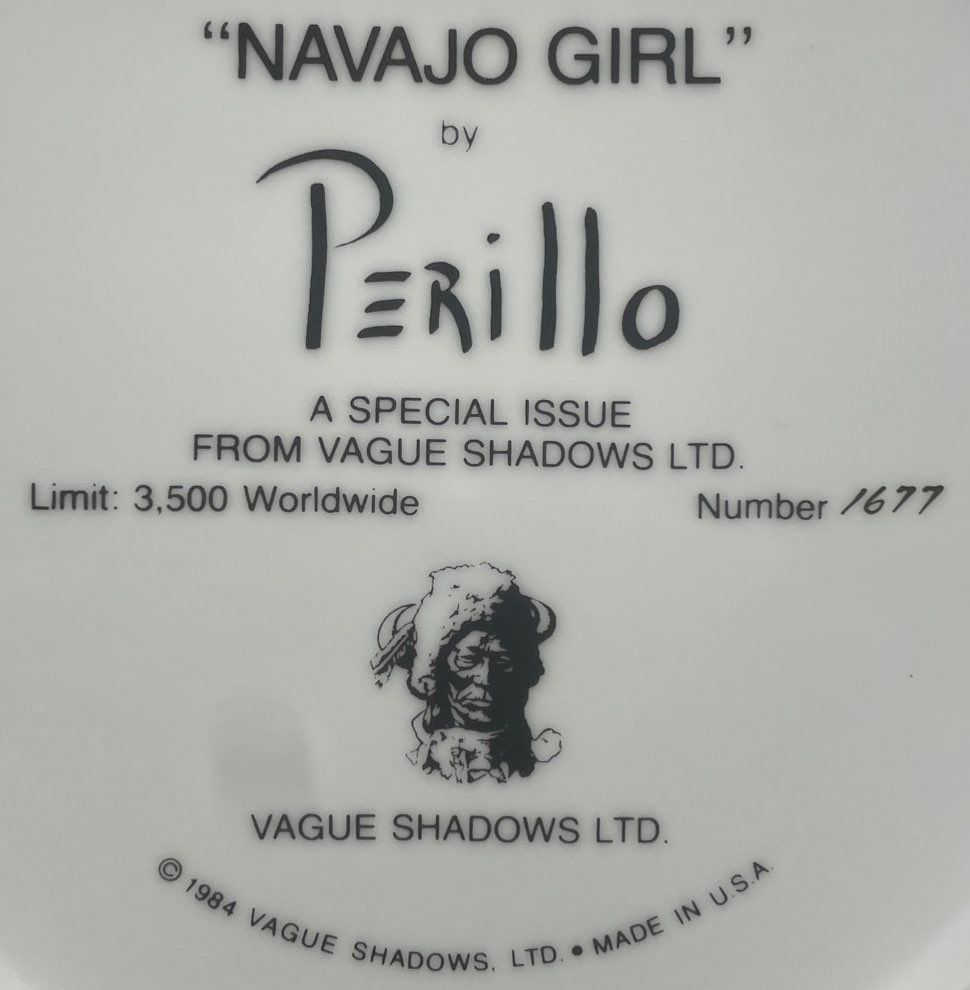 “NAVAJO GIRL”
by
PERillo
A SPECIAL ISSUE
FROM VAGUE SHADOWS LTD.
Limit: 3,500 Worldwide Number 1677
VAGUE SHADOWS LTD.
© 1984 VAGUE SHADOWS, LTD. • MADE IN U.S.A.